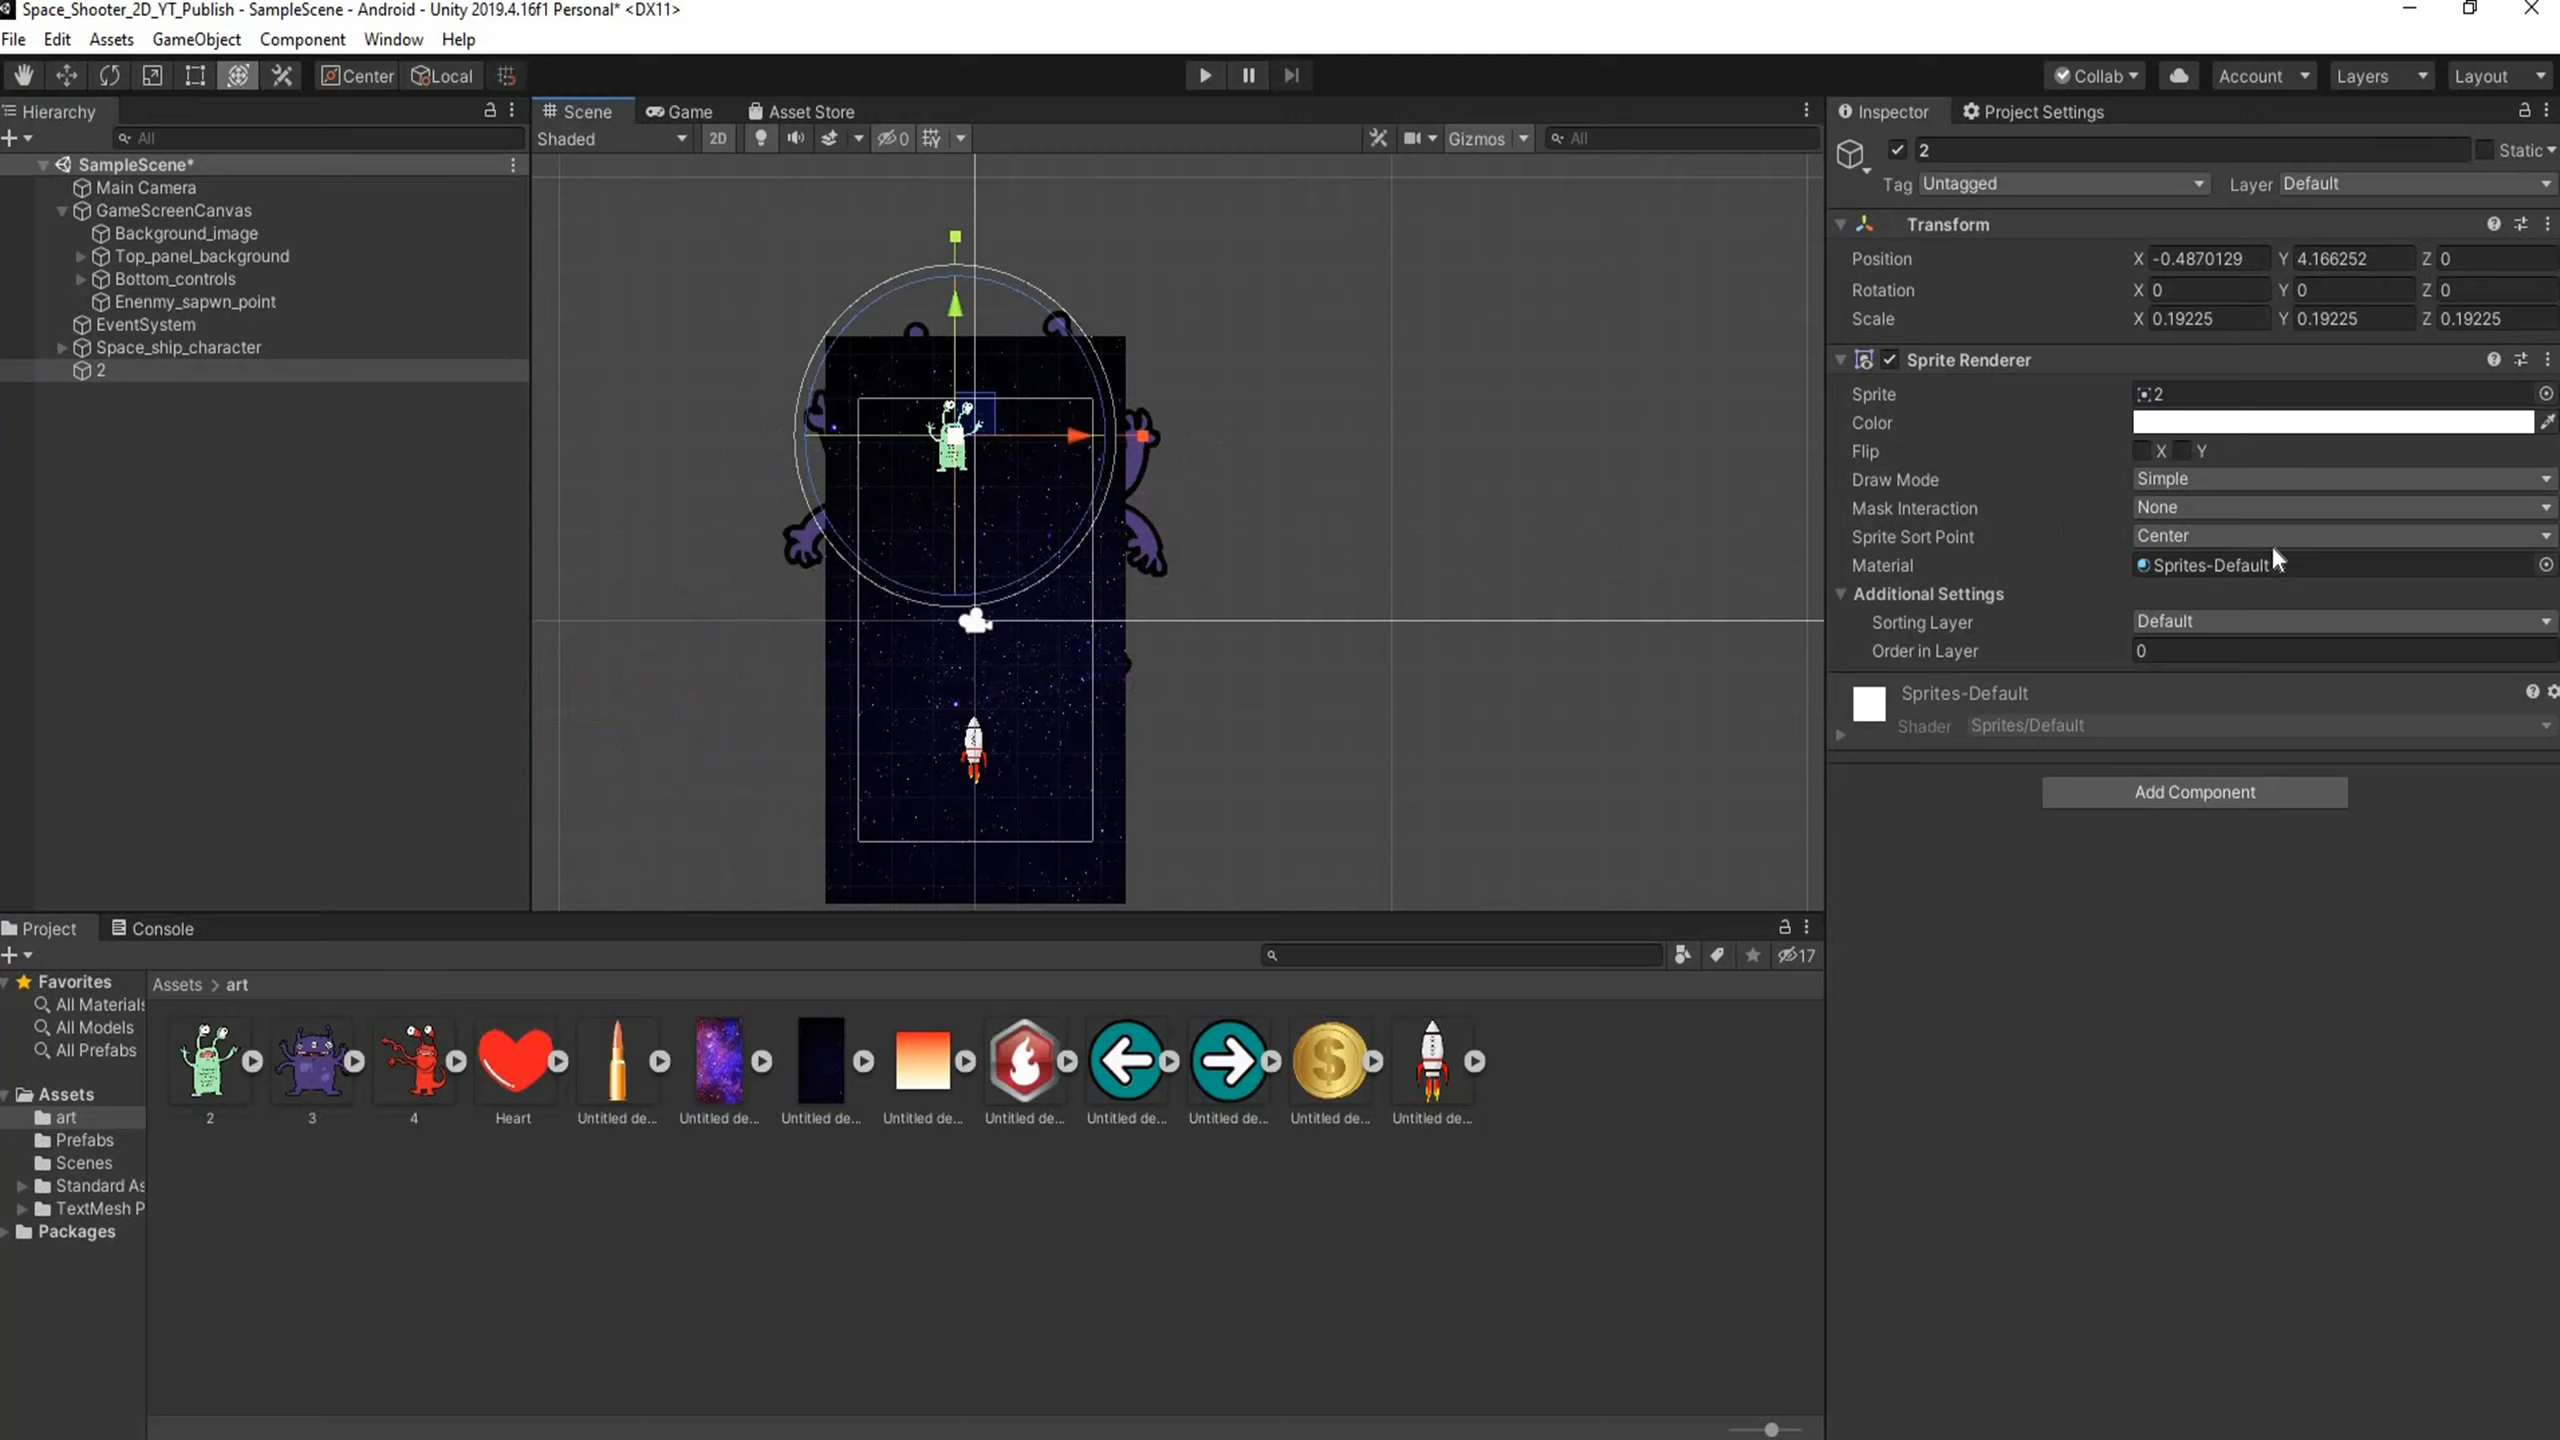 Space_Shooter_2D_YT_Publish - SampleScene - Android - Unity 2019.4.16f1 Personal* <DX11>
File Edit Assets GameObject Component Window Help
Center Local Collab Account Layers Layout
Hierarchy
All
SampleScene*
Main Camera
GameScreenCanvas
Background_image
Top_panel_background
Bottom_controls
Enenmy_sapwn_point
EventSystem
Space_ship_character
2
Scene Game Asset Store
Shaded 2D 0 Gizmos All
Inspector Project Settings
2 Static
Tag Untagged Layer Default
Transform
Position X -0.4870129 Y 4.166252 Z 0
Rotation X 0 Y 0 Z 0
Scale X 0.19225 Y 0.19225 Z 0.19225
Sprite Renderer
Sprite 2
Color
Flip X Y
Draw Mode Simple
Mask Interaction None
Sprite Sort Point Center
Material Sprites-Default
Additional Settings
Sorting Layer Default
Order in Layer 0
Sprites-Default
Shader Sprites/Default
Add Component
Project Console
17
Favorites
All Materials
All Models
All Prefabs
Assets
art
Prefabs
Scenes
Standard As
TextMesh P
Packages
Assets > art
2 3 4 Heart Untitled de... Untitled de... Untitled de... Untitled de... Untitled de... Untitled de... Untitled de... Untitled de... Untitled de...